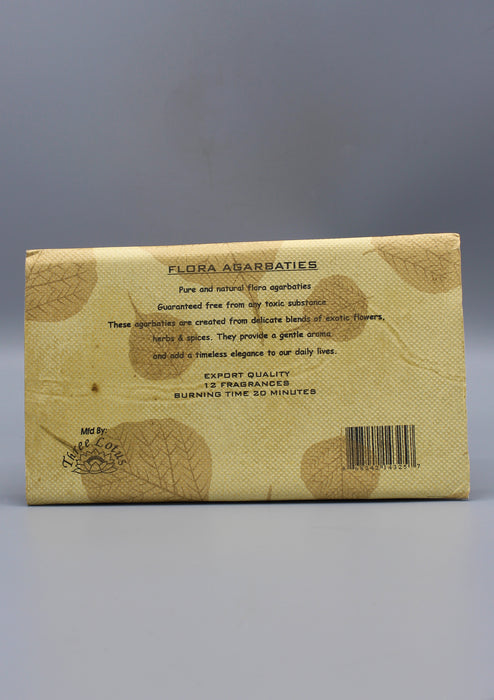 FLORA AGARBATIES
Pure and natural flora agarbaties
Guaranteed free from any toxic substance
These agarbaties are created from delicate blends of exotic flowers,
herbs & spices. They provide a gentle aroma
and add a timeless elegance to our daily lives.
EXPORT QUALITY
12 FRAGRANCES
BURNING TIME 20 MINUTES
Mfd By:
Three Lotus